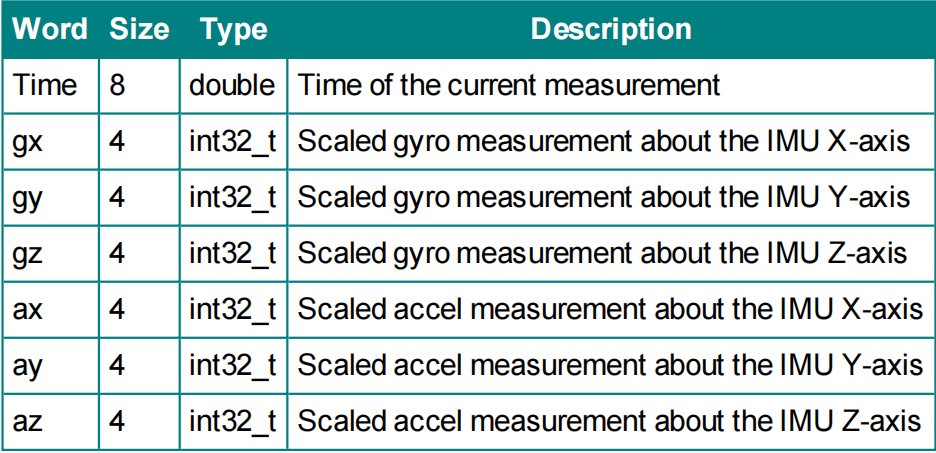 Word Size Type Description
Time 8 double Time of the current measurement
gx 4 int32_t Scaled gyro measurement about the IMU X-axis
gy 4 int32_t Scaled gyro measurement about the IMU Y-axis
gz 4 int32_t Scaled gyro measurement about the IMU Z-axis
ax 4 int32_t Scaled accel measurement about the IMU X-axis
ay 4 int32_t Scaled accel measurement about the IMU Y-axis
az 4 int32_t Scaled accel measurement about the IMU Z-axis